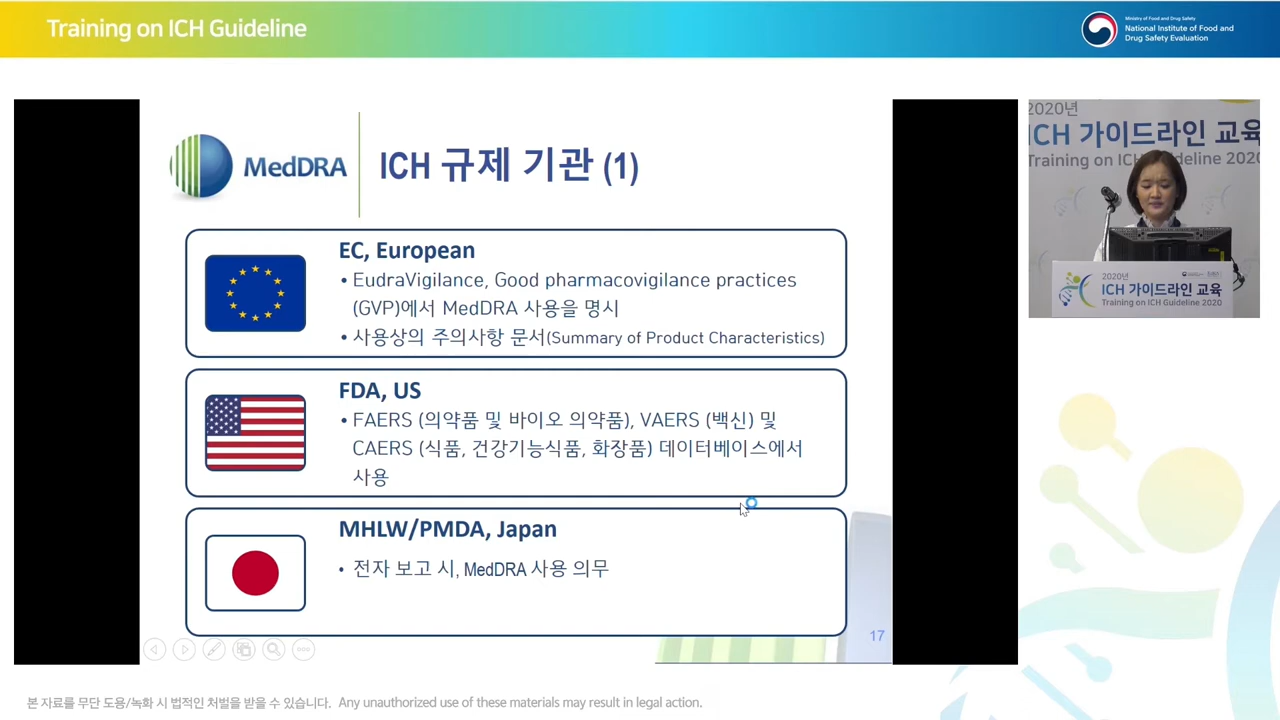 Training on ICH Guideline
Ministry of Food and Drug Safety
National Institute of Food and
Drug Safety Evaluation
MedDRA
ICH 규제 기관 (1)
EC, European
• EudraVigilance, Good pharmacovigilance practices
(GVP)에서 MedDRA 사용을 명시
• 사용상의 주의사항 문서(Summary of Product Characteristics)
FDA, US
• FAERS (의약품 및 바이오 의약품), VAERS (백신) 및
CAERS (식품, 건강기능식품, 화장품) 데이터베이스에서
사용
MHLW/PMDA, Japan
• 전자 보고 시, MedDRA 사용 의무
17
2020년
ICH 가이드라인 교육
Training on ICH Guideline 2020
2020년
ICH 가이드라인 교육
Training on ICH Guideline 2020
본 자료를 무단 도용/녹화 시 법적인 처벌을 받을 수 있습니다. Any unauthorized use of these materials may result in legal action.